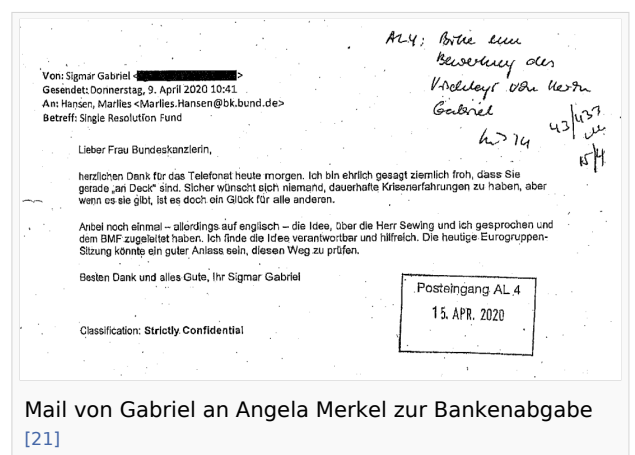 AL4; Bitte um
Bewertung des
Vorschlags von Herrn
Gabriel
14
43/433
15/4
Von: Sigmar Gabriel < >
Gesendet: Donnerstag, 9. April 2020 10:41
An: Hansen, Marlies <Marlies.Hansen@bk.bund.de>
Betreff: Single Resolution Fund
Lieber Frau Bundeskanzlerin,
herzlichen Dank für das Telefonat heute morgen. Ich bin ehrlich gesagt ziemlich froh, dass Sie
gerade „an Deck“ sind. Sicher wünscht sich niemand, dauerhafte Krisenerfahrungen zu haben, aber
wenn es sie gibt, ist es doch ein Glück für alle anderen.
Anbei noch einmal – allerdings auf englisch – die Idee, über die Herr Sewing und ich gesprochen und
dem BMF zugeleitet haben. Ich finde die Idee verantwortbar und hilfreich. Die heutige Eurogruppen-
Sitzung könnte ein guter Anlass sein, diesen Weg zu prüfen.
Besten Dank und alles Gute, Ihr Sigmar Gabriel
Posteingang AL 4
15. APR. 2020
Classification: Strictly Confidential
Mail von Gabriel an Angela Merkel zur Bankenabgabe
[21]